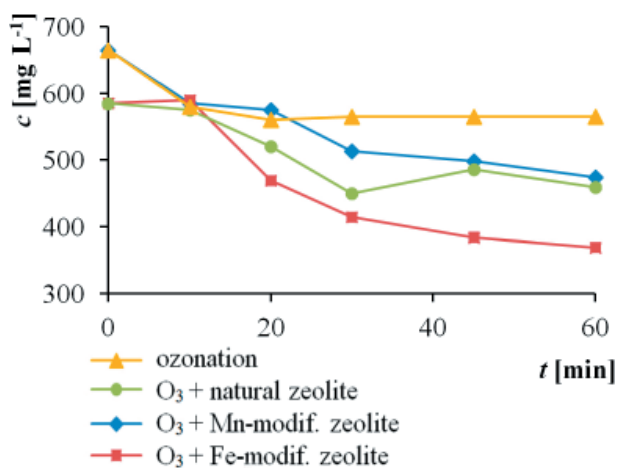 c [mg L-1]
700
600
500
400
300
0 20 40 60
t [min]
ozonation
O3 + natural zeolite
O3 + Mn-modif. zeolite
O3 + Fe-modif. zeolite